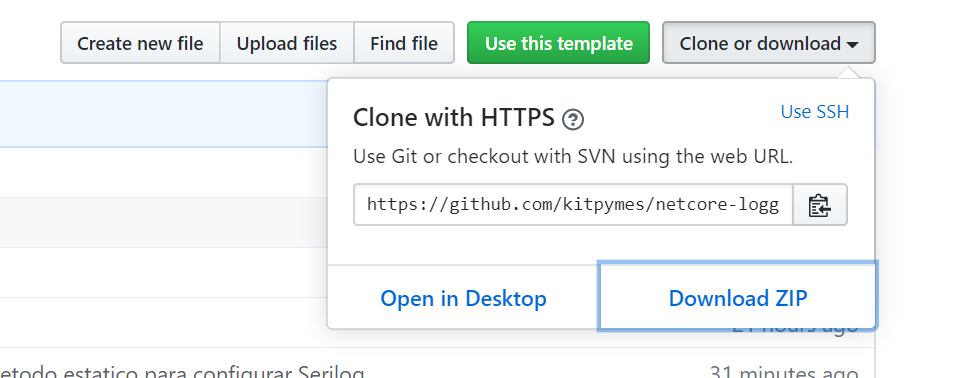 Create new file Upload files Find file Use this template Clone or download
Clone with HTTPS ? Use SSH
Use Git or checkout with SVN using the web URL.
https://github.com/kitpymes/netcore-logg
Open in Desktop Download ZIP
21 hours ago
etodo estatico para configurar Serilog 31 minutes ago